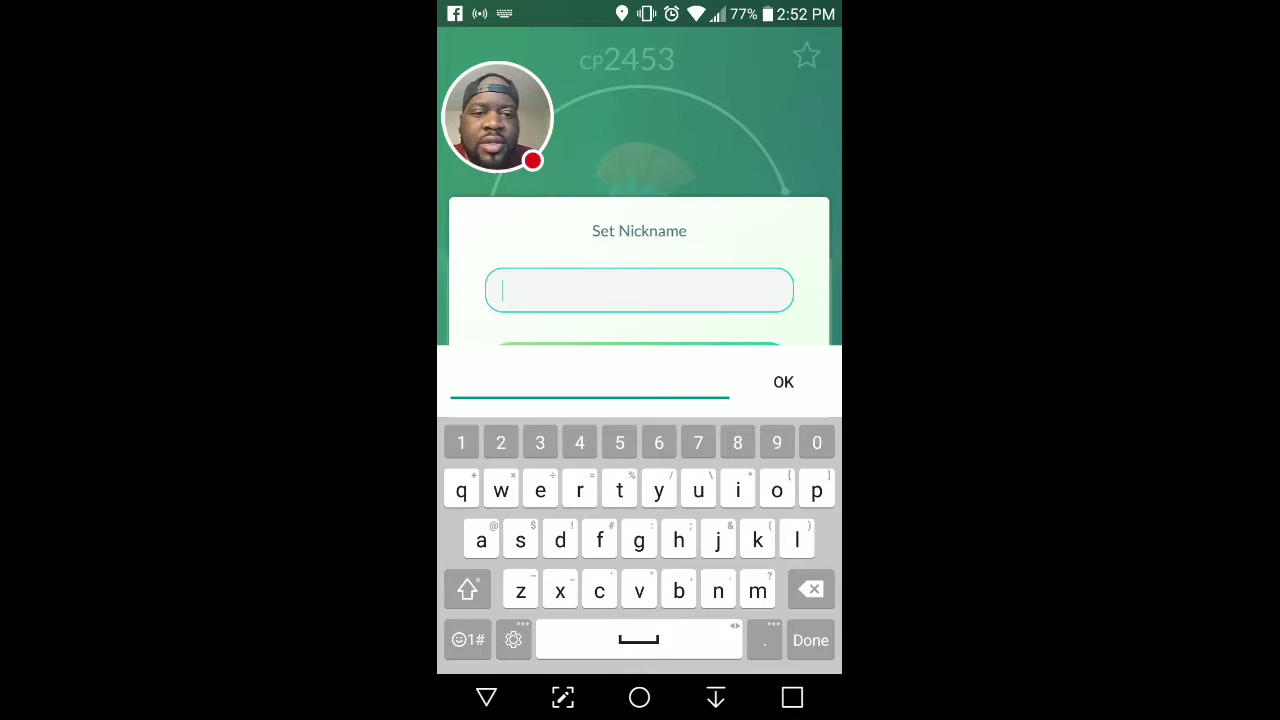 77% 2:52 PM
CP2453
Set Nickname
OK
1 2 3 4 5 6 7 8 9 0
+ × ÷ = % / \ * [ ]
q w e r t y u i o p
@ $ ! # : ; & ( )
a s d f g h j k l
z x c v b n m
?
1# . Done